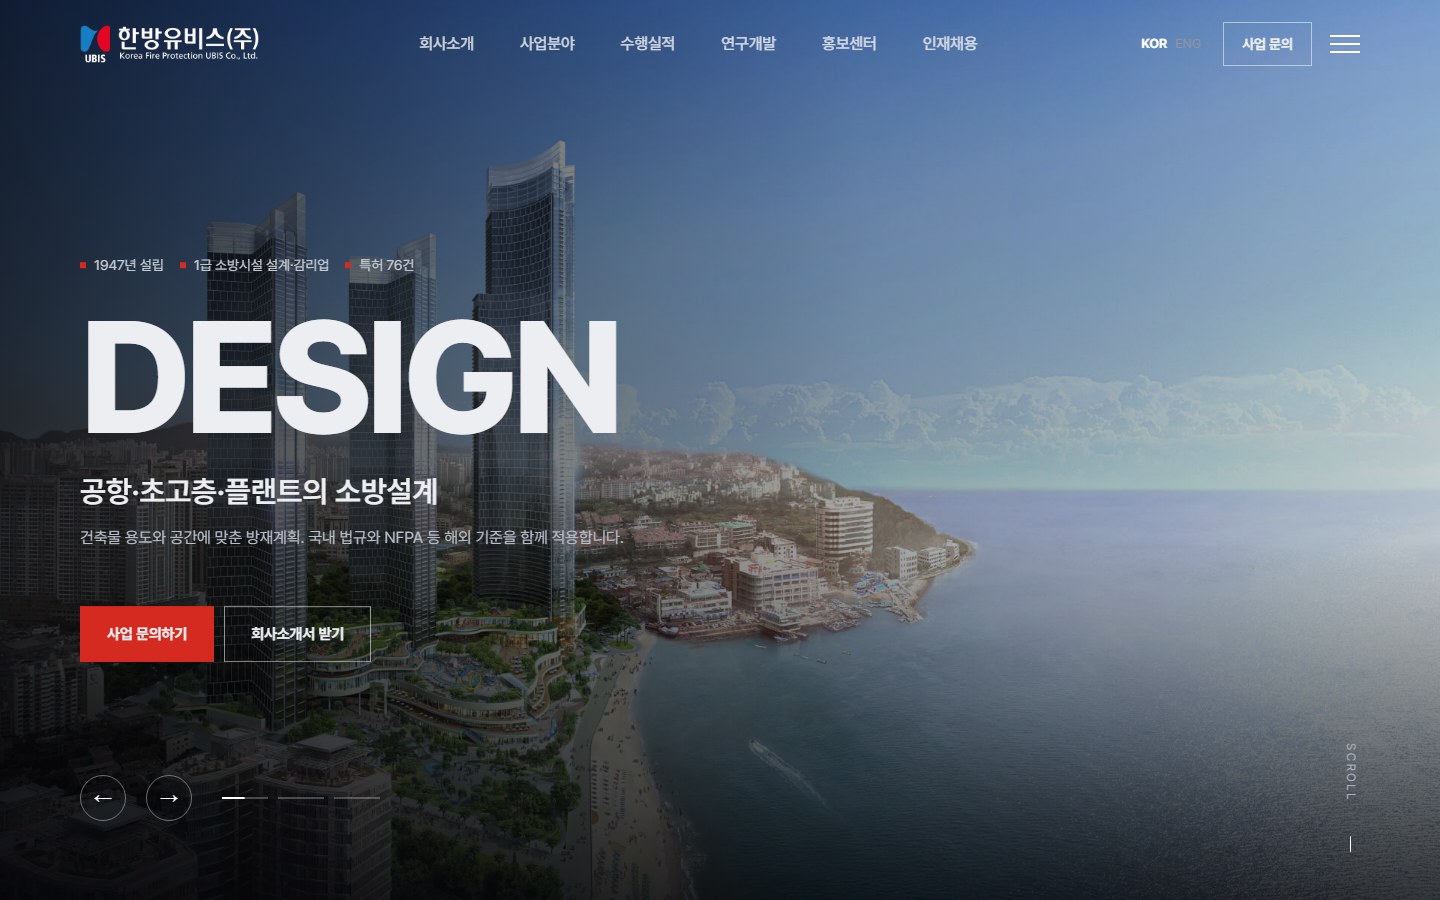 한방유비스(주)
UBIS Korea Fire Protection UBIS Co., Ltd.
회사소개 사업분야 수행실적 연구개발 홍보센터 인재채용
KOR ENG 사업 문의
1947년 설립 1급 소방시설 설계·감리업 특허 76건
DESIGN
공항·초고층·플랜트의 소방설계
건축물 용도와 공간에 맞춘 방재계획. 국내 법규와 NFPA 등 해외 기준을 함께 적용합니다.
사업 문의하기 회사소개서 받기
SCROLL